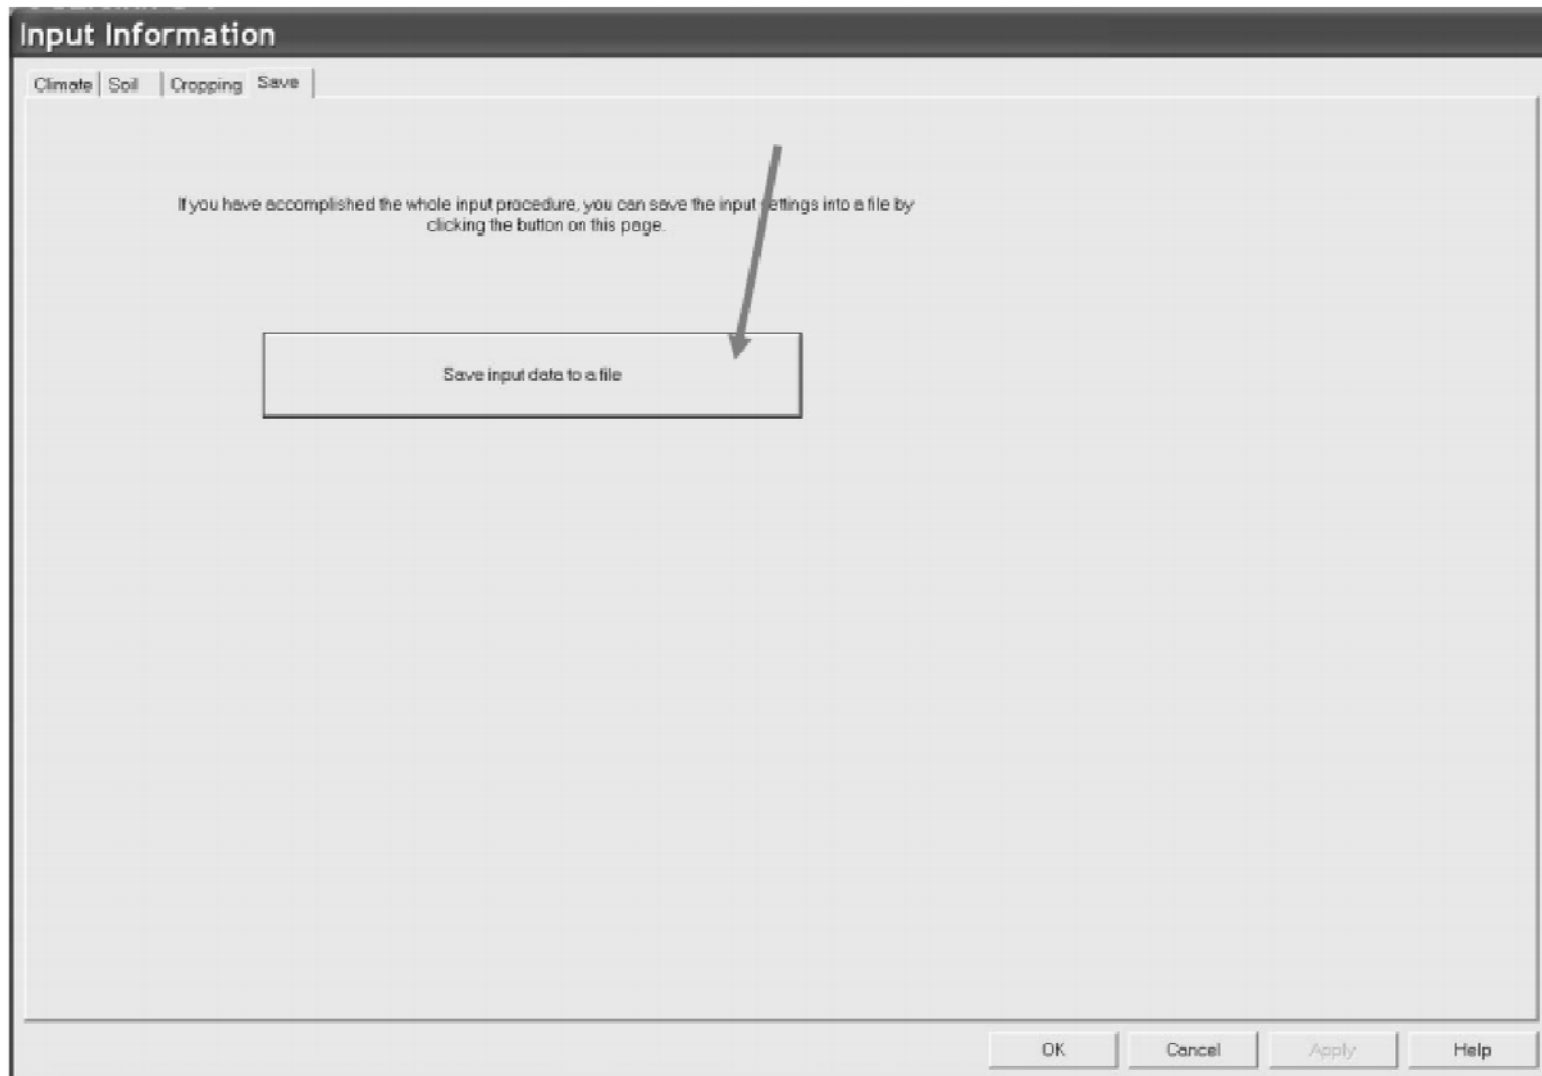 Input Information
Climate Soil Cropping Save
If you have accomplished the whole input procedure, you can save the input settings into a file by
clicking the button on this page.
Save input data to a file
OK Cancel Apply Help